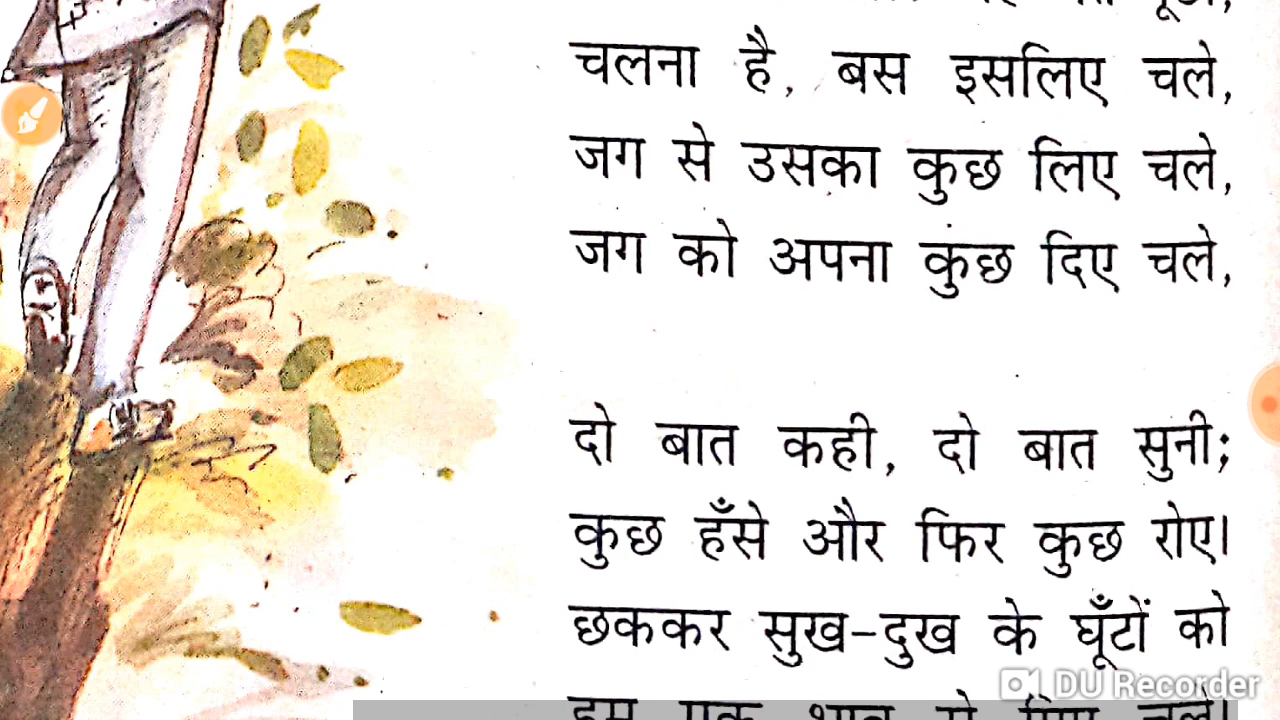 चलना है, बस इसलिए चले,
जग से उसका कुछ लिए चले,
जग को अपना कुछ दिए चले,
दो बात कही, दो बात सुनी;
कुछ हँसे और फिर कुछ रोए।
छककर सुख-दुख के घूँटों को
DU Recorder